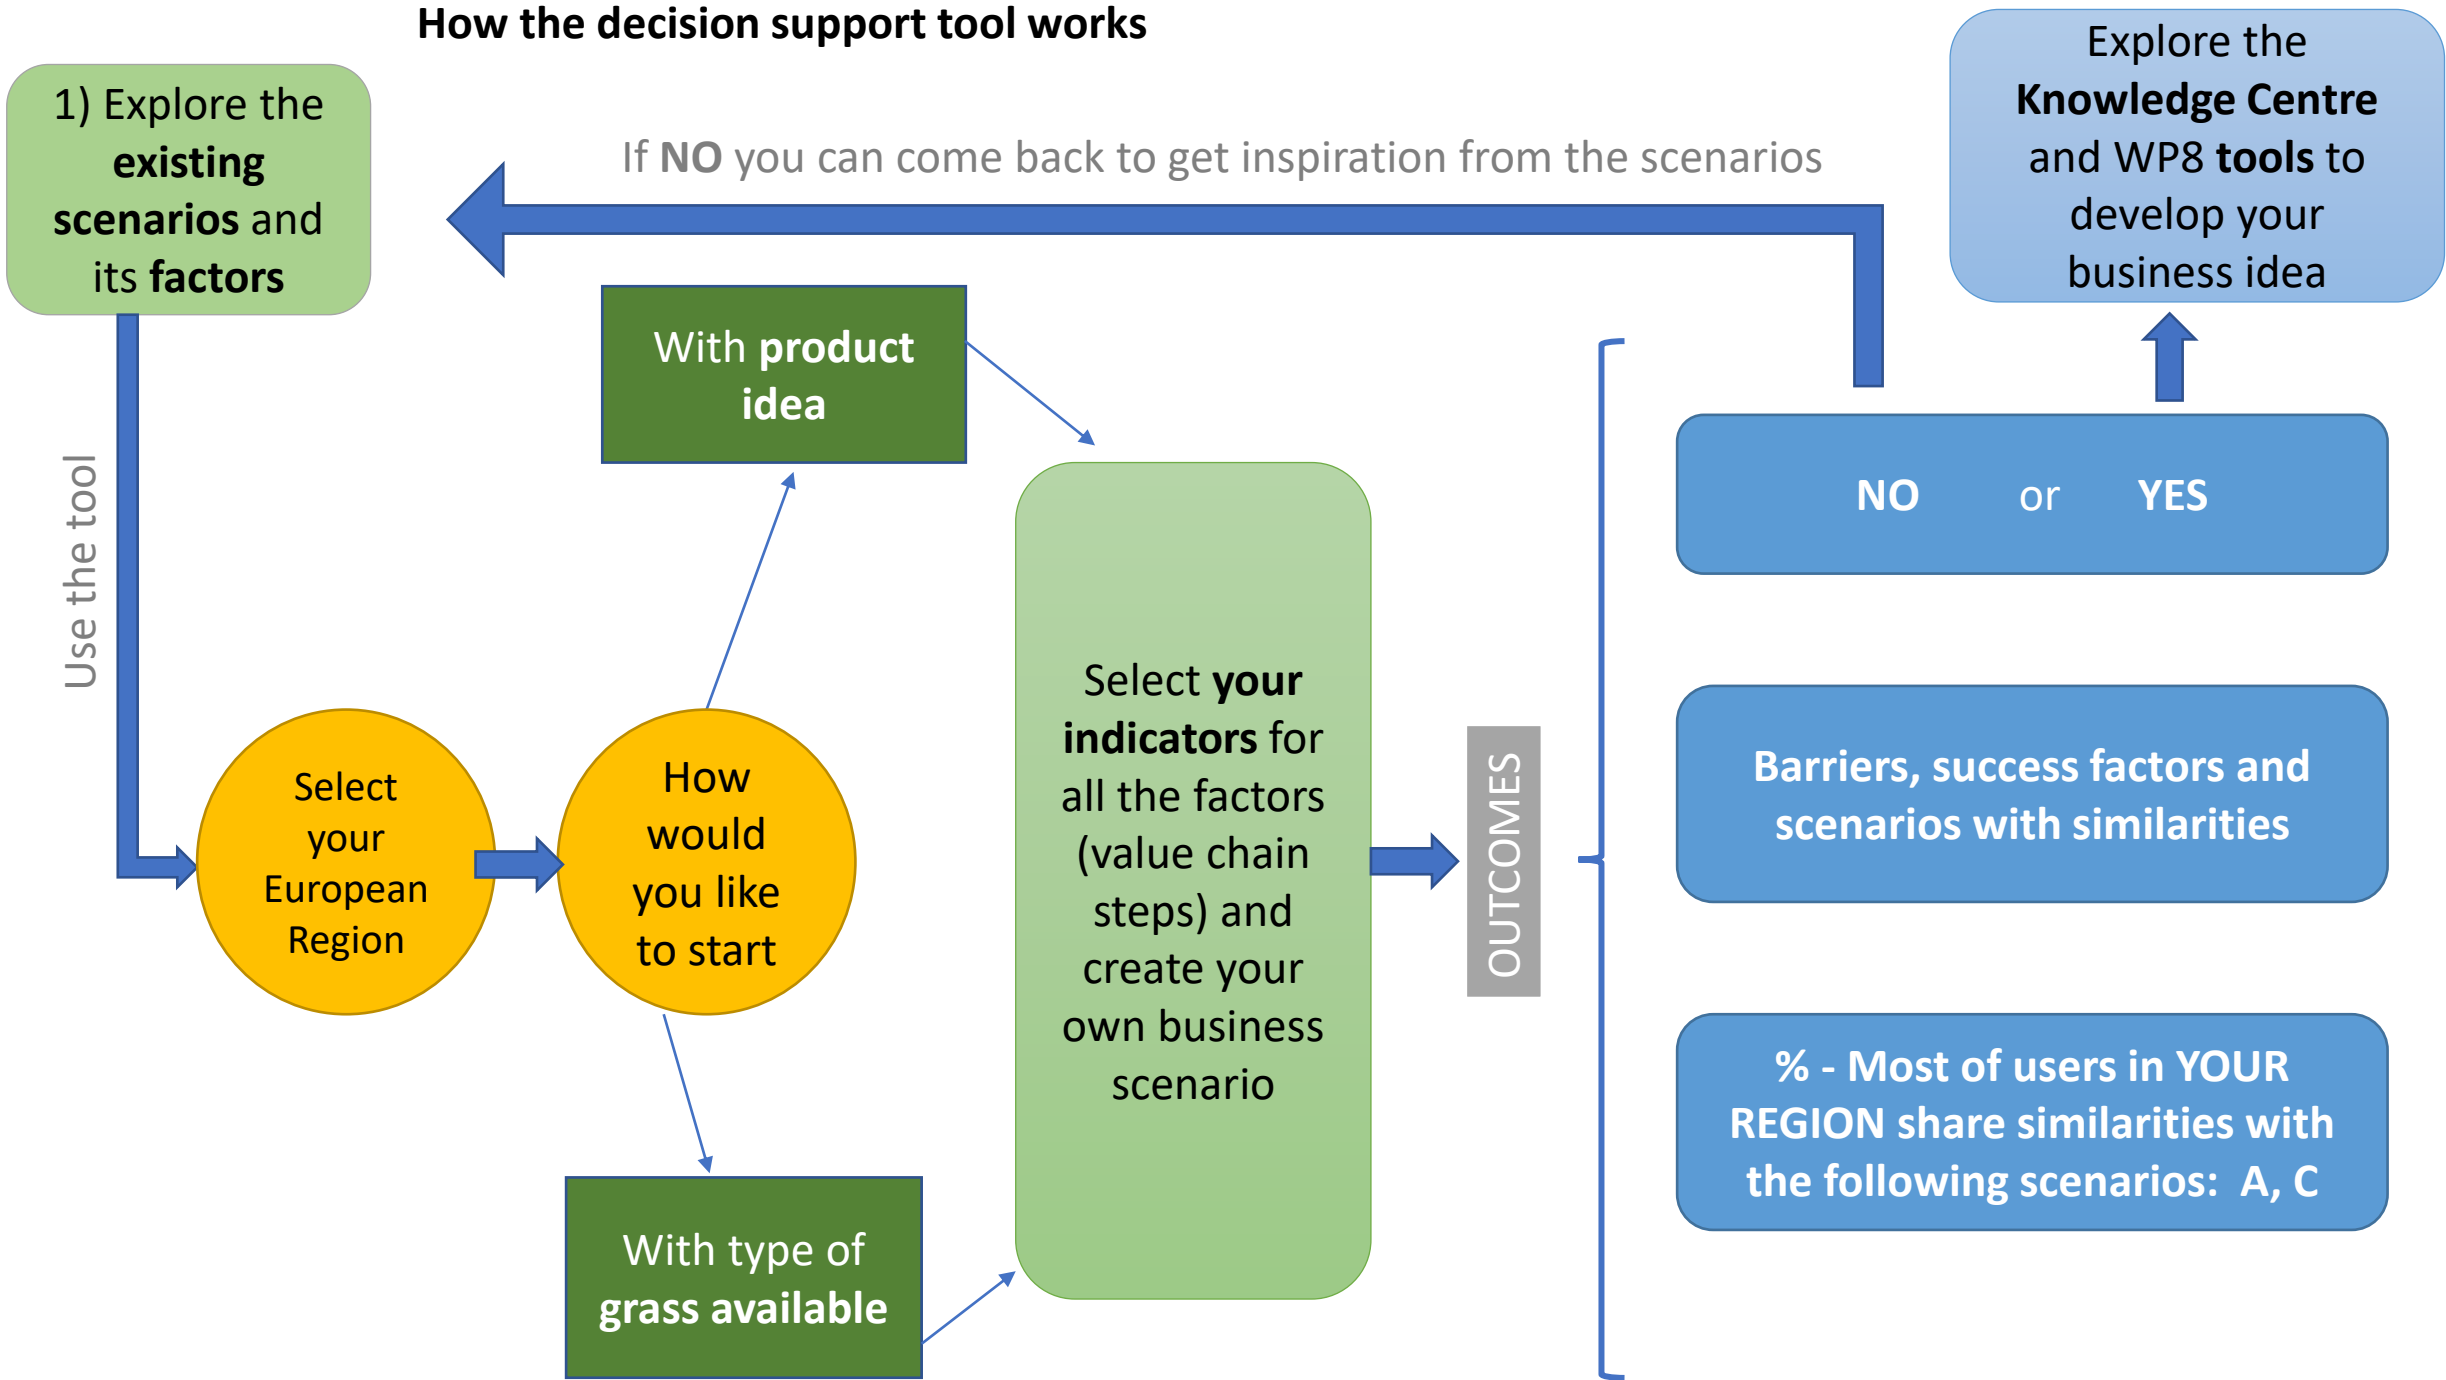 How the decision support tool works
1) Explore the
existing
scenarios and
its factors
If NO you can come back to get inspiration from the scenarios
Explore the
Knowledge Centre
and WP8 tools to
develop your
business idea
Use the tool
Select
your
European
Region
How
would
you like
to start
With product
idea
With type of
grass available
Select your
indicators for
all the factors
(value chain
steps) and
create your
own business
scenario
OUTCOMES
NO or YES
Barriers, success factors and
scenarios with similarities
% - Most of users in YOUR
REGION share similarities with
the following scenarios: A, C